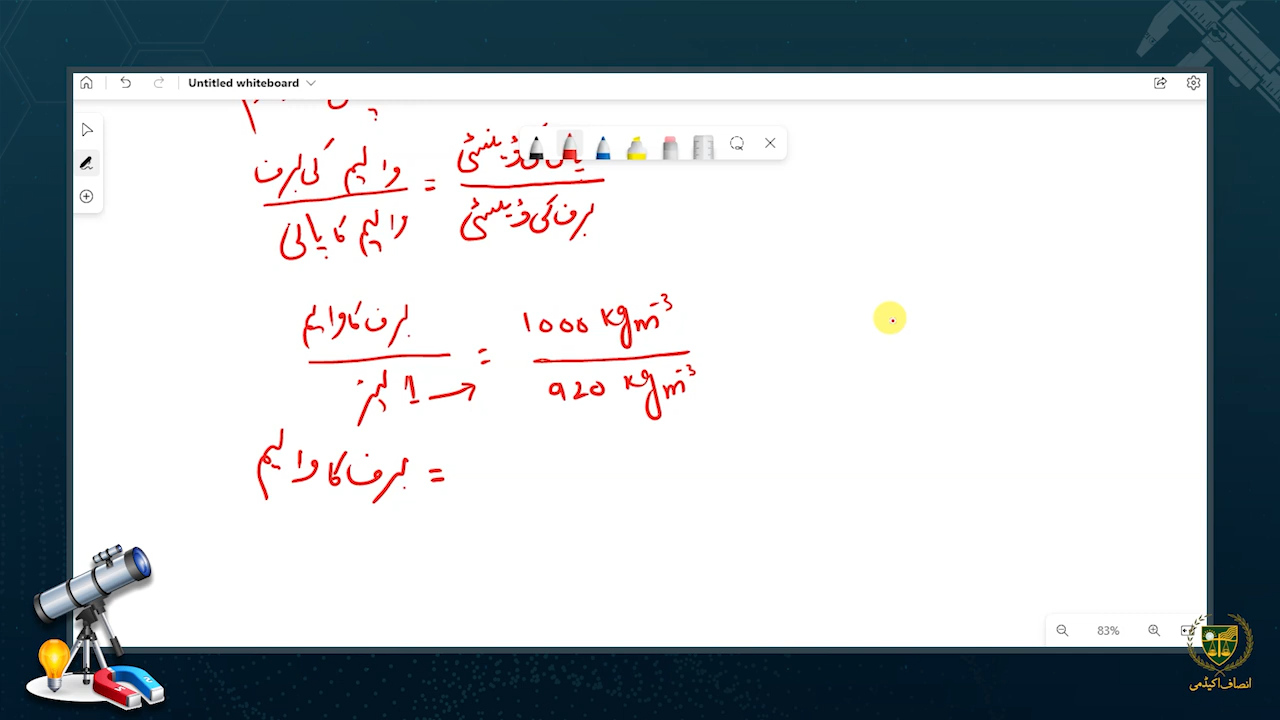 Untitled whiteboard
والیم کی برف = پانی کی ڈینسٹی
والیم کا پانی برف کی ڈینسٹی
برف کا والیم = 1000 kgm⁻³
1 لیٹر → 920 kgm⁻³
برف کا والیم =
83%
انصاف اکیڈمی